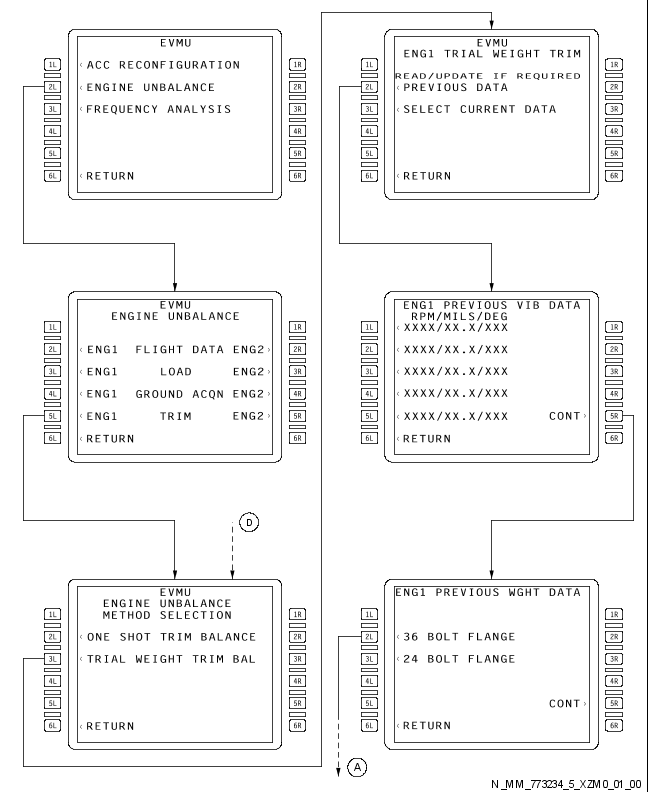 EVMU
1L
‹ ACC RECONFIGURATION
1R
2L
‹ ENGINE UNBALANCE
2R
3L
‹ FREQUENCY ANALYSIS
3R
4L
4R
5L
5R
6L
‹ RETURN
6R
EVMU
ENGINE UNBALANCE
1L
1R
2L
‹ ENG1 FLIGHT DATA ENG2 ›
2R
3L
‹ ENG1 LOAD ENG2 ›
3R
4L
‹ ENG1 GROUND ACQN ENG2 ›
4R
5L
‹ ENG1 TRIM ENG2 ›
5R
6L
‹ RETURN
6R
D
EVMU
ENGINE UNBALANCE
METHOD SELECTION
1L
1R
2L
‹ ONE SHOT TRIM BALANCE
2R
3L
‹ TRIAL WEIGHT TRIM BAL
3R
4L
4R
5L
5R
6L
‹ RETURN
6R
EVMU
ENG1 TRIAL WEIGHT TRIM
1L
1R
READ/UPDATE IF REQUIRED
2L
‹ PREVIOUS DATA
2R
3L
‹ SELECT CURRENT DATA
3R
4L
4R
5L
5R
6L
‹ RETURN
6R
ENG1 PREVIOUS VIB DATA
RPM/MILS/DEG
1L
‹ XXXX/XX.X/XXX
1R
2L
‹ XXXX/XX.X/XXX
2R
3L
‹ XXXX/XX.X/XXX
3R
4L
‹ XXXX/XX.X/XXX
4R
5L
‹ XXXX/XX.X/XXX CONT ›
5R
6L
‹ RETURN
6R
ENG1 PREVIOUS WGHT DATA
1L
1R
2L
‹ 36 BOLT FLANGE
2R
3L
‹ 24 BOLT FLANGE
3R
4L
4R
5L
CONT ›
5R
6L
‹ RETURN
6R
A
N_MM_773234_5_XZM0_01_00